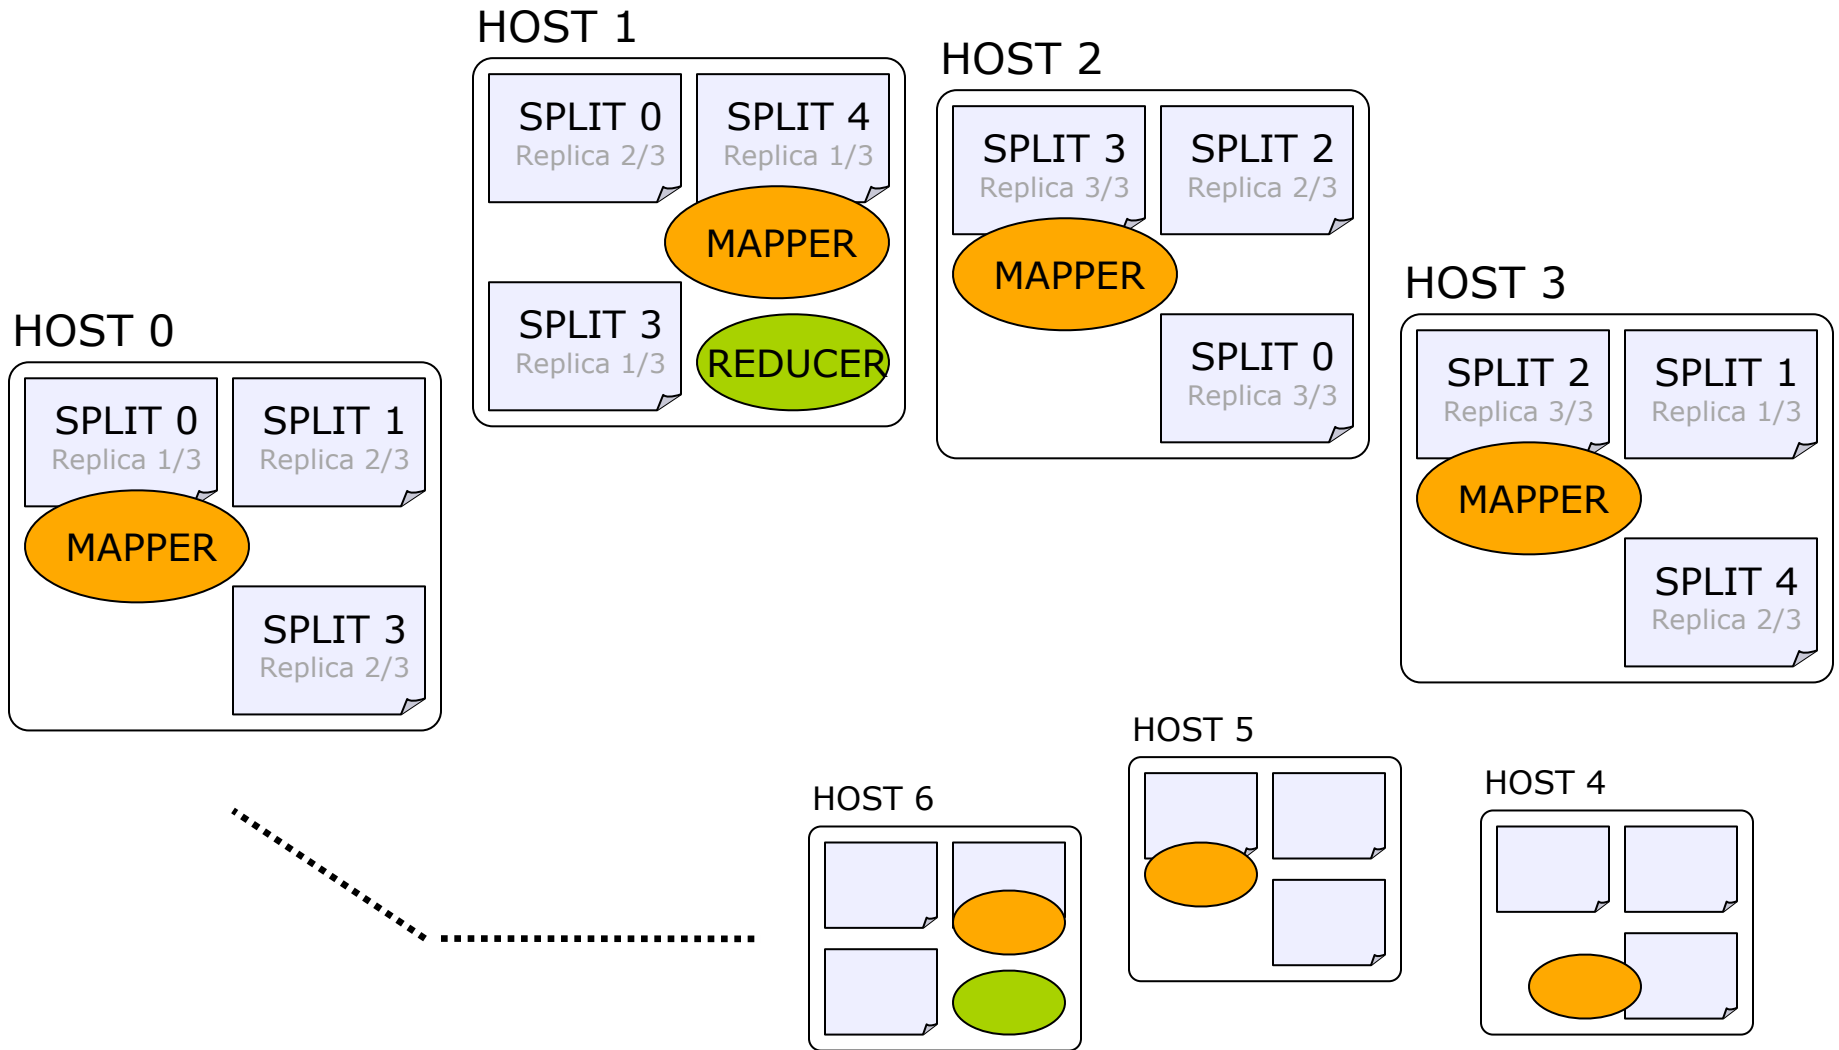 HOST 0
SPLIT 0
Replica 1/3
SPLIT 1
Replica 2/3
MAPPER
SPLIT 3
Replica 2/3
HOST 1
SPLIT 0
Replica 2/3
SPLIT 4
Replica 1/3
MAPPER
SPLIT 3
Replica 1/3
REDUCER
HOST 2
SPLIT 3
Replica 3/3
SPLIT 2
Replica 2/3
MAPPER
SPLIT 0
Replica 3/3
HOST 3
SPLIT 2
Replica 3/3
SPLIT 1
Replica 1/3
MAPPER
SPLIT 4
Replica 2/3
HOST 4
HOST 5
HOST 6